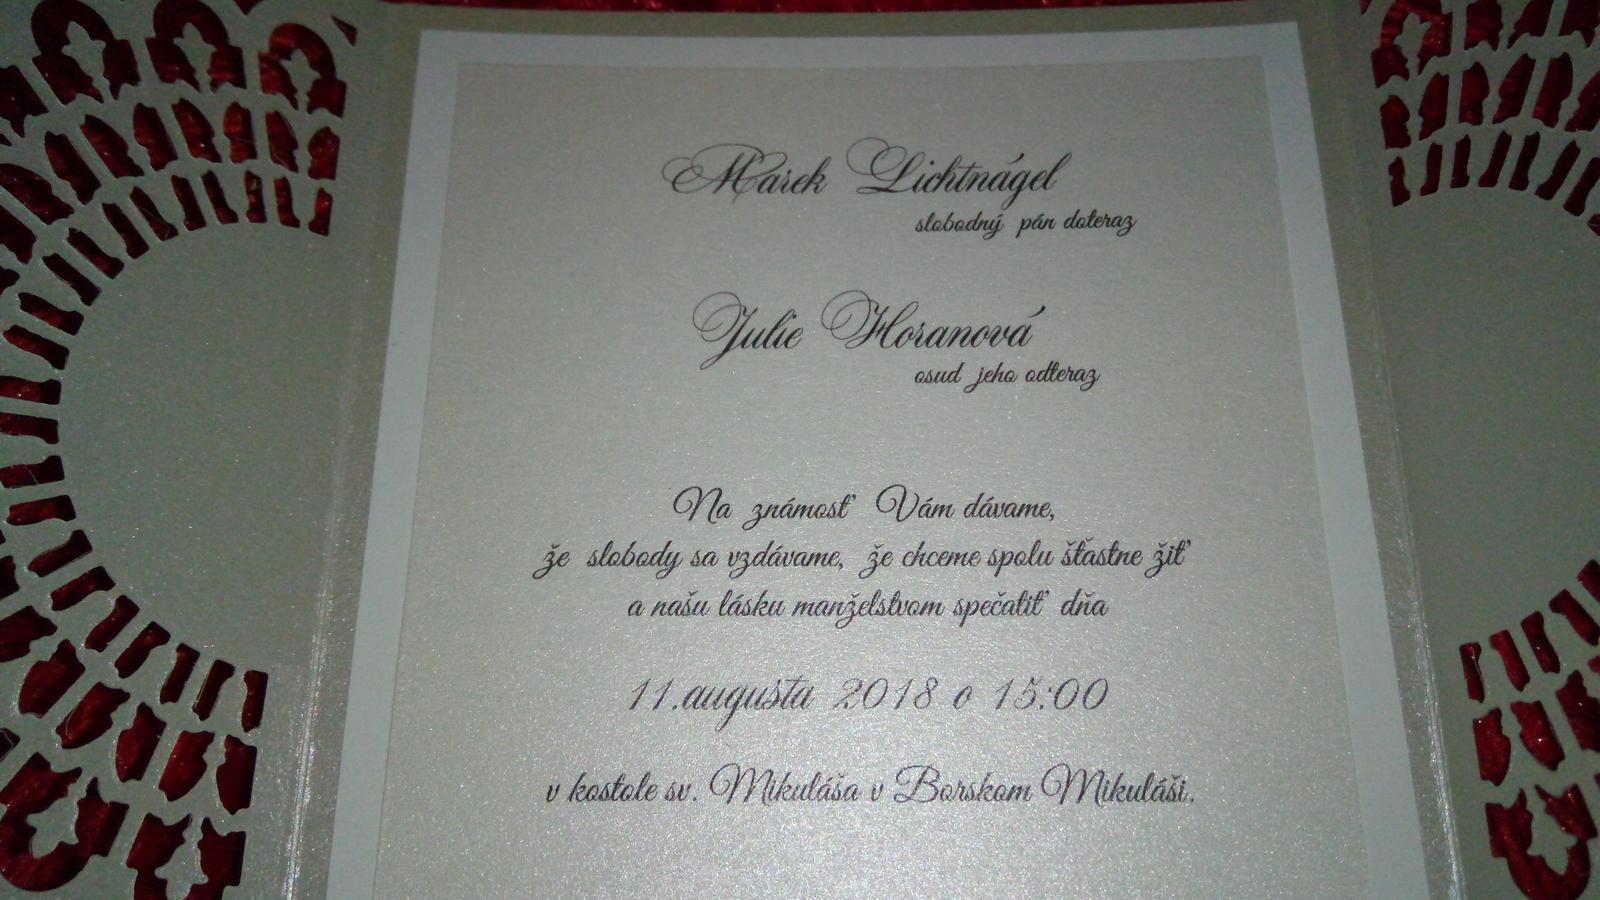 Marek Lichtnágel
slobodný pán doteraz
Julie Horanová
osud jeho odteraz
Na známosť Vám dávame,
že slobody sa vzdávame, že chceme spolu šťastne žiť
a našu lásku manželstvom spečatiť dňa
11.augusta 2018 o 15:00
v kostole sv. Mikuláša v Borskom Mikuláši.